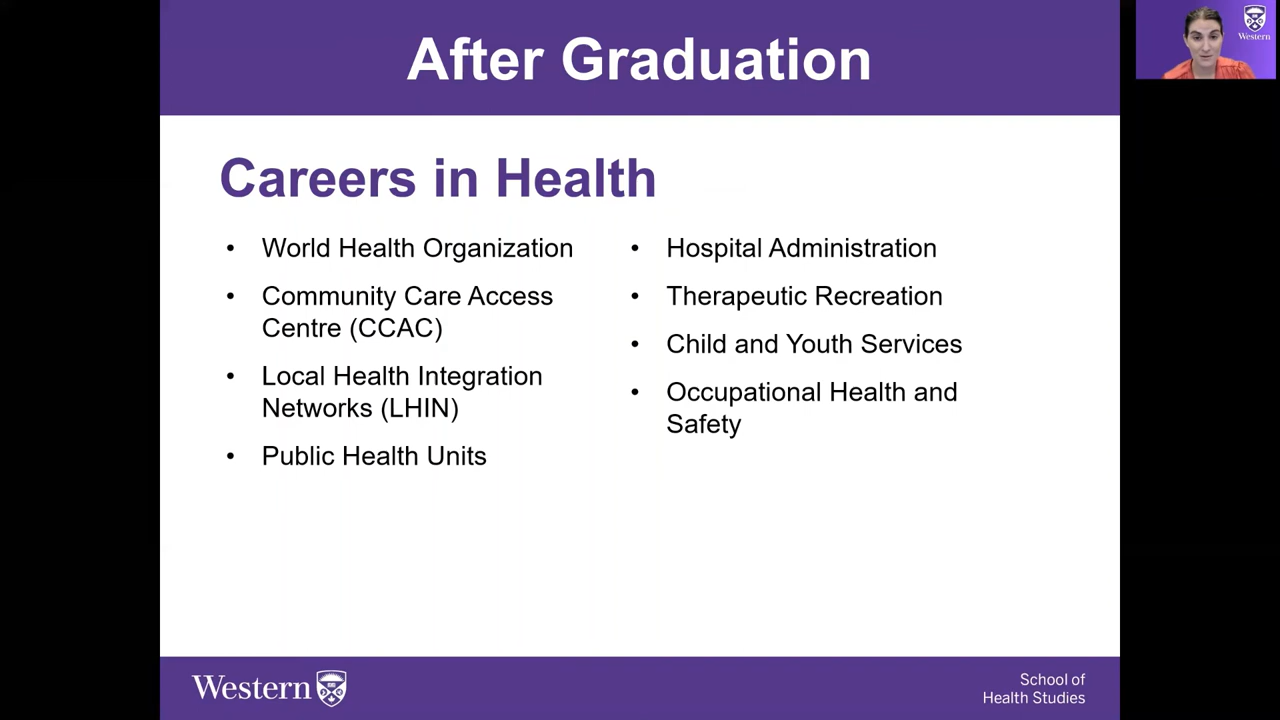 After Graduation
Western
Careers in Health
• World Health Organization
• Community Care Access
Centre (CCAC)
• Local Health Integration
Networks (LHIN)
• Public Health Units
• Hospital Administration
• Therapeutic Recreation
• Child and Youth Services
• Occupational Health and
Safety
Western
School of
Health Studies